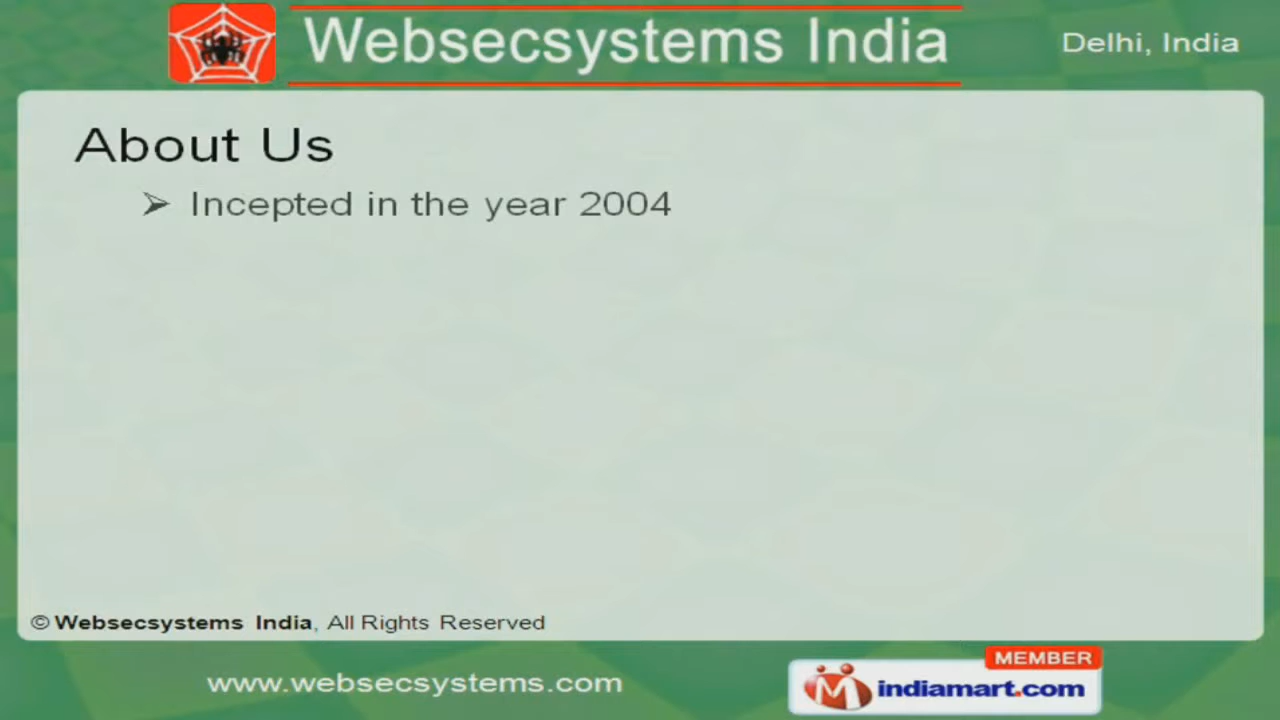 Websecsystems India
Delhi, India
About Us
➢ Incepted in the year 2004
© Websecsystems India, All Rights Reserved
www.websecsystems.com
MEMBER
indiamart.com